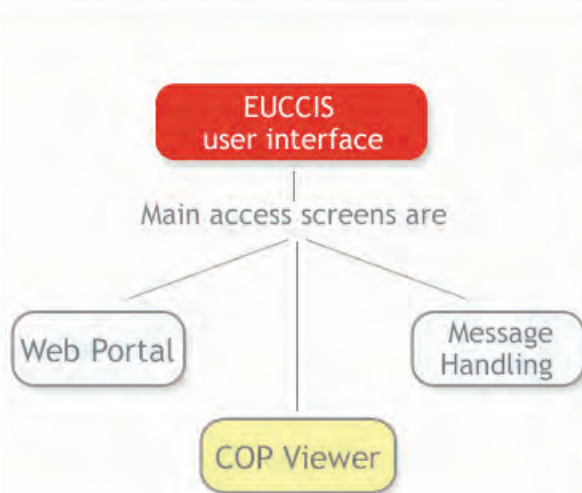 EUCCIS
user interface
Main access screens are
Web Portal
Message
Handling
COP Viewer